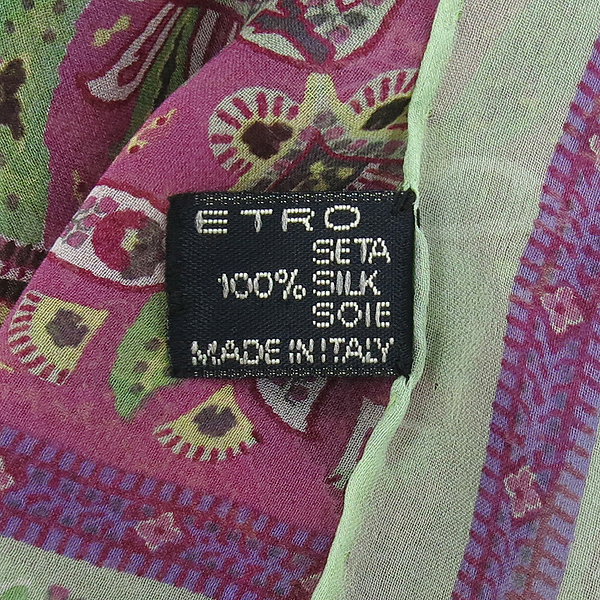 ETRO
SETA
100% SILK
SOIE
MADE IN ITALY